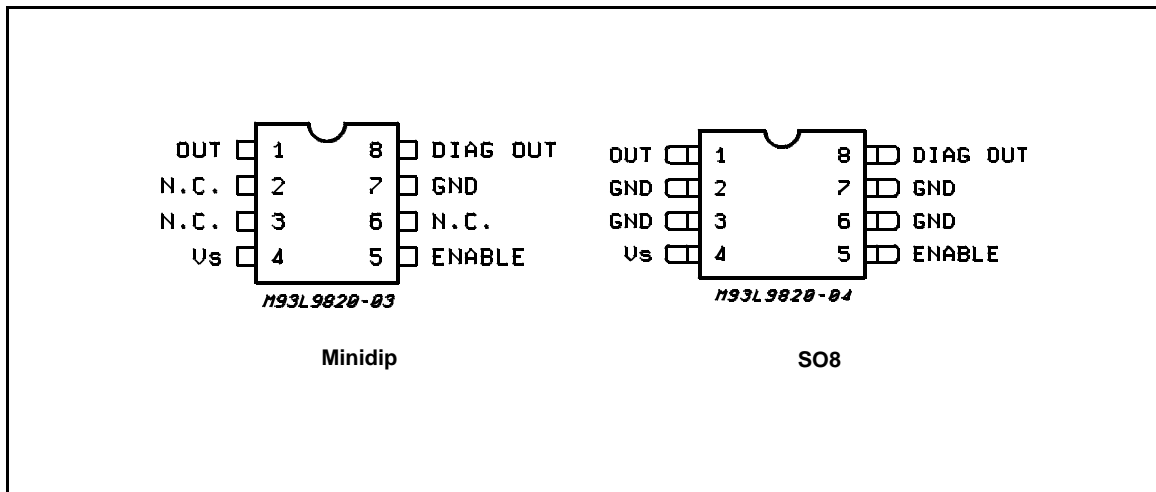 OUT 1 8 DIAG OUT
N.C. 2 7 GND
N.C. 3 6 N.C.
Vs 4 5 ENABLE
M93L9820-03
Minidip
OUT 1 8 DIAG OUT
GND 2 7 GND
GND 3 6 GND
Vs 4 5 ENABLE
M93L9820-04
SO8